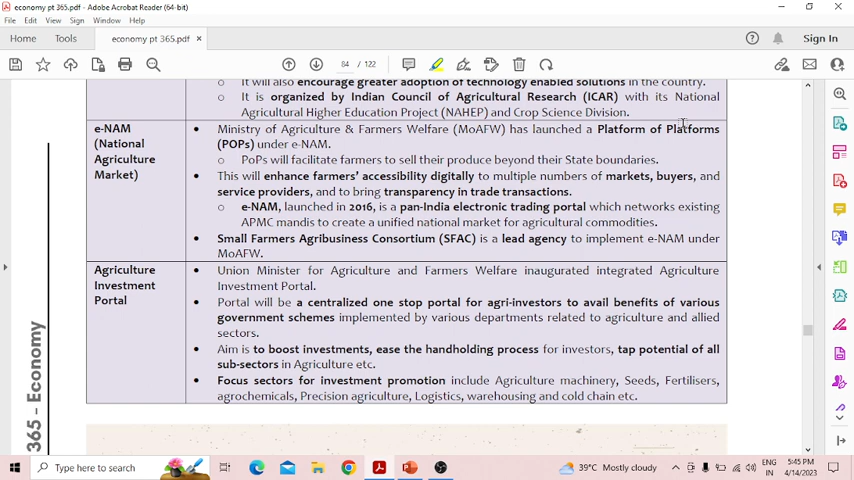 economy pt 365.pdf - Adobe Acrobat Reader (64-bit)
File Edit View Sign Window Help
Home Tools economy pt 365.pdf × Sign In
84 / 122
o It will also encourage greater adoption of technology enabled solutions in the country.
o It is organized by Indian Council of Agricultural Research (ICAR) with its National
Agricultural Higher Education Project (NAHEP) and Crop Science Division.
e-NAM
(National
Agriculture
Market)
• Ministry of Agriculture & Farmers Welfare (MoAFW) has launched a Platform of Platforms
(POPs) under e-NAM.
o PoPs will facilitate farmers to sell their produce beyond their State boundaries.
• This will enhance farmers' accessibility digitally to multiple numbers of markets, buyers, and
service providers, and to bring transparency in trade transactions.
o e-NAM, launched in 2016, is a pan-India electronic trading portal which networks existing
APMC mandis to create a unified national market for agricultural commodities.
• Small Farmers Agribusiness Consortium (SFAC) is a lead agency to implement e-NAM under
MoAFW.
Agriculture
Investment
Portal
• Union Minister for Agriculture and Farmers Welfare inaugurated integrated Agriculture
Investment Portal.
• Portal will be a centralized one stop portal for agri-investors to avail benefits of various
government schemes implemented by various departments related to agriculture and allied
sectors.
• Aim is to boost investments, ease the handholding process for investors, tap potential of all
sub-sectors in Agriculture etc.
• Focus sectors for investment promotion include Agriculture machinery, Seeds, Fertilisers,
agrochemicals, Precision agriculture, Logistics, warehousing and cold chain etc.
365 – Economy
Type here to search
39°C Mostly cloudy
ENG
IN
5:45 PM
4/14/2023